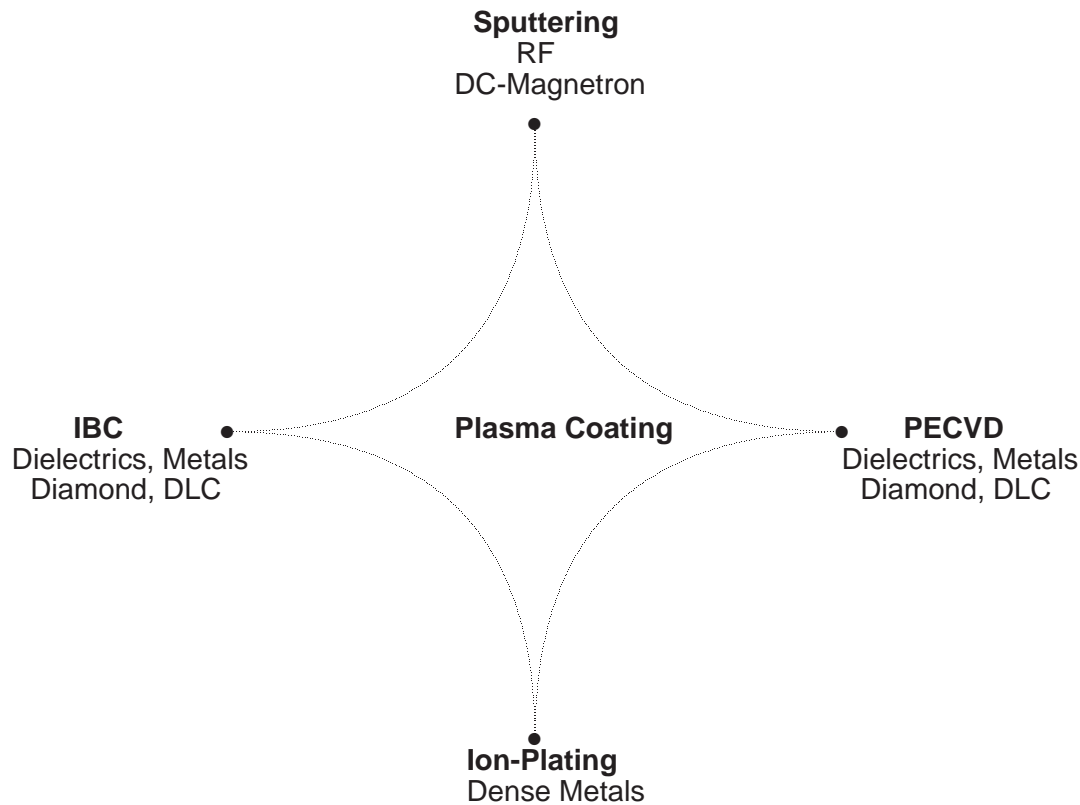 Sputtering
RF
DC-Magnetron
IBC
Dielectrics, Metals
Diamond, DLC
Plasma Coating
PECVD
Dielectrics, Metals
Diamond, DLC
Ion-Plating
Dense Metals